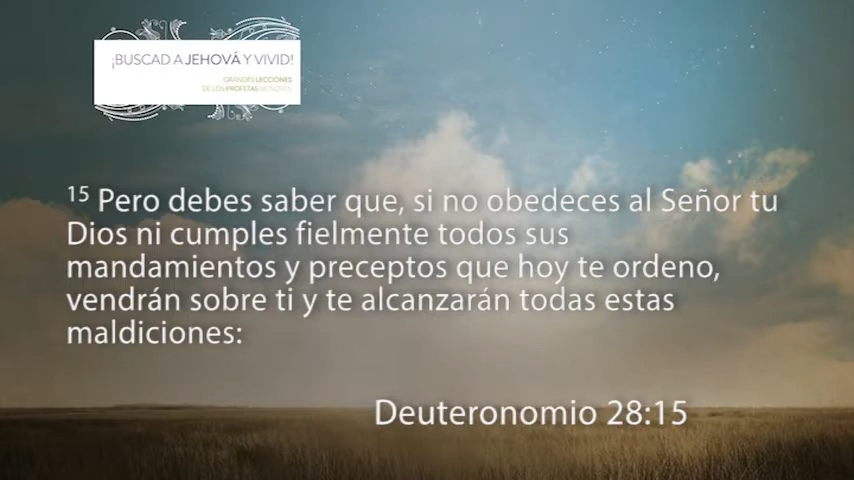 ¡BUSCAD A JEHOVÁ Y VIVID!
GRANDES LECCIONES
DE LOS PROFETAS MENORES
15 Pero debes saber que, si no obedeces al Señor tu
Dios ni cumples fielmente todos sus
mandamientos y preceptos que hoy te ordeno,
vendrán sobre ti y te alcanzarán todas estas
maldiciones:
Deuteronomio 28:15